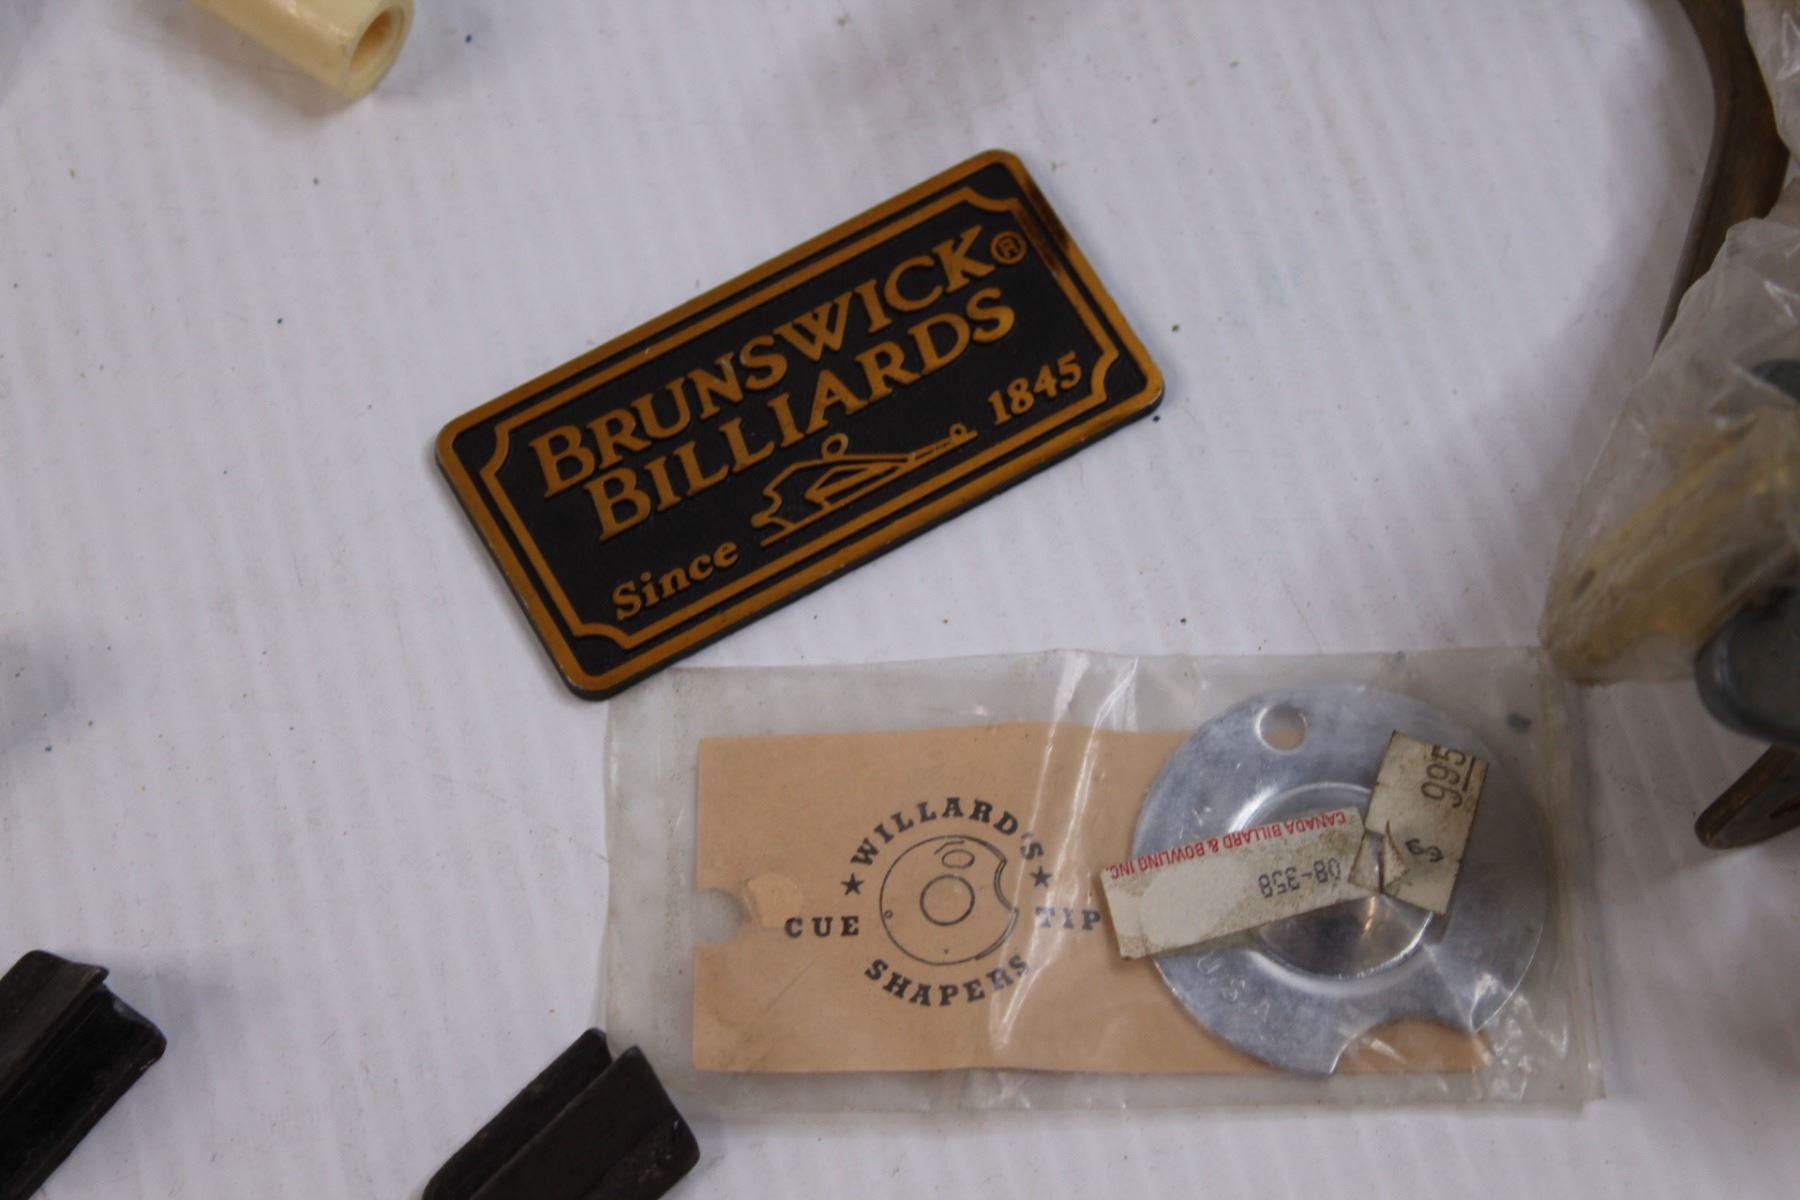 BRUNSWICK®
BILLIARDS
Since 1845
WILLARD'S
CUE TIP
SHAPERS
CANADA BILLARD & BOWLING INC.
08-358
$ 995